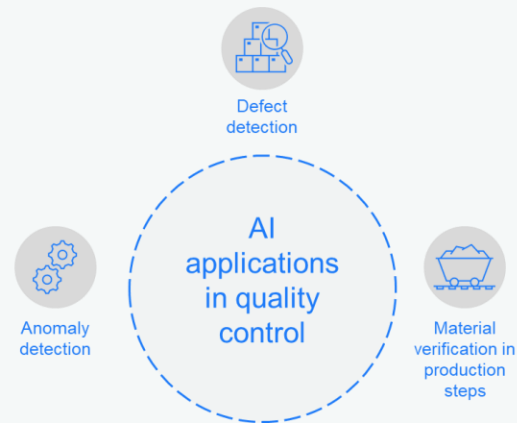 Defect
detection
AI
applications
in quality
control
Anomaly
detection
Material
verification in
production
steps